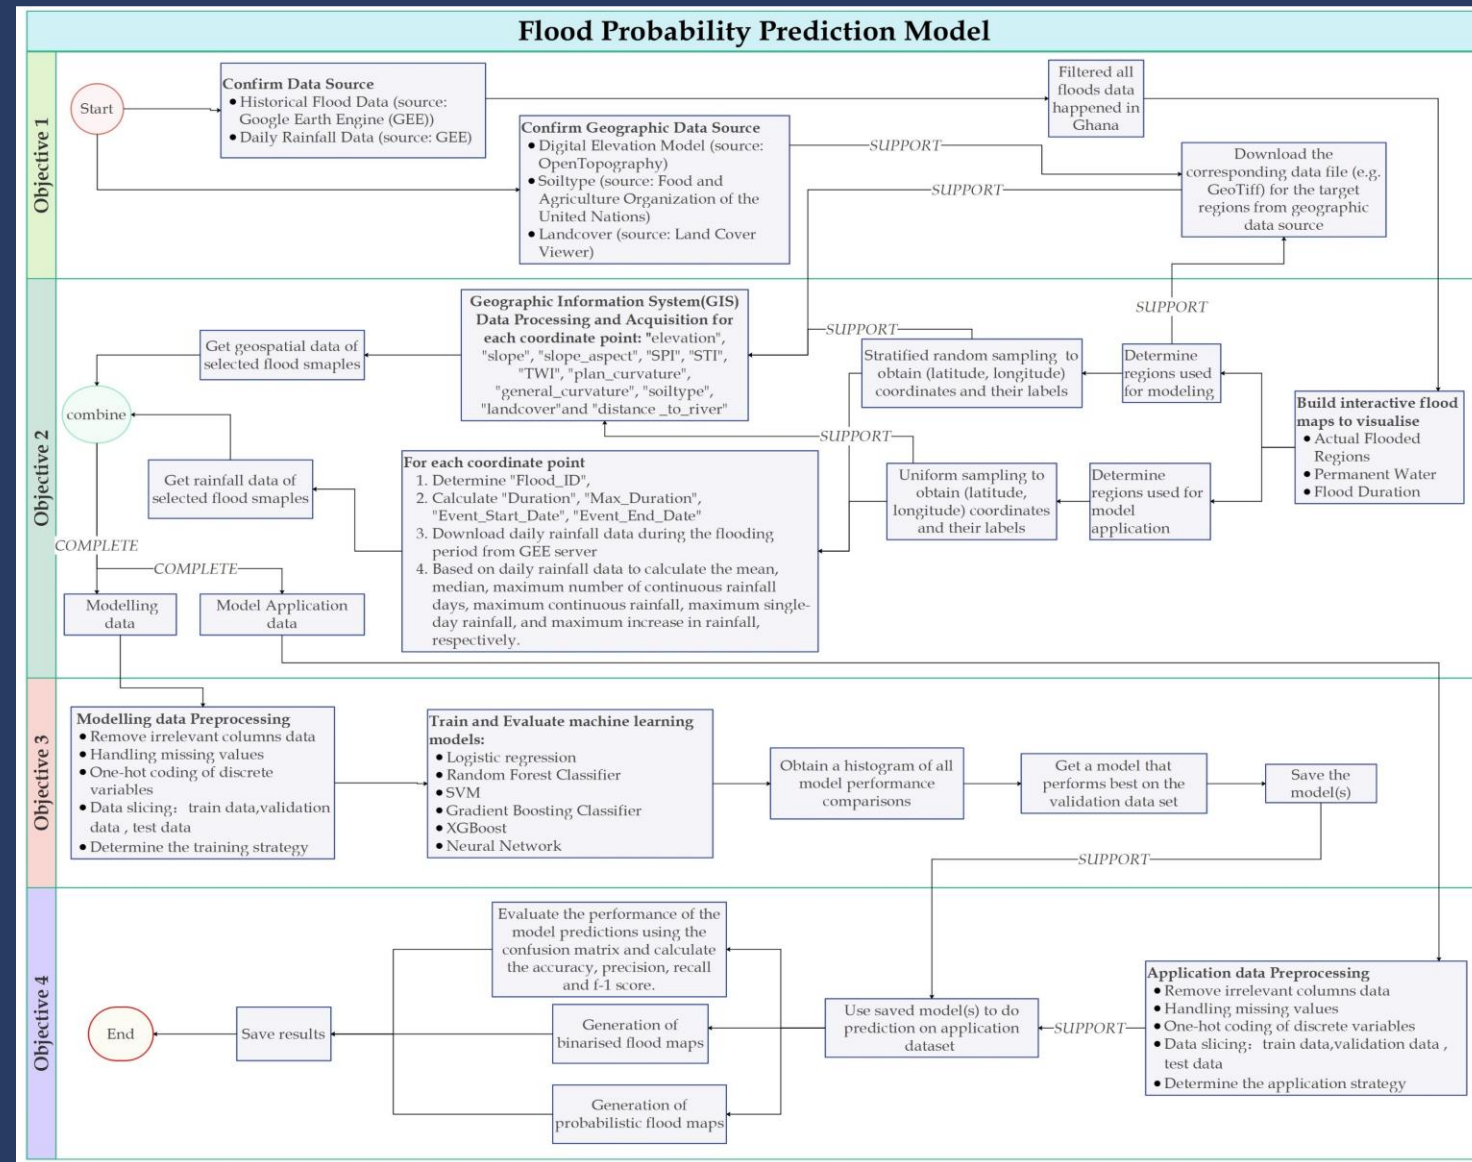 Flood Probability Prediction Model
Objective 1
Start
Confirm Data Source
● Historical Flood Data (source:
Google Earth Engine (GEE))
● Daily Rainfall Data (source: GEE)
Confirm Geographic Data Source
● Digital Elevation Model (source:
OpenTopography)
● Soiltype (source: Food and
Agriculture Organization of the
United Nations)
● Landcover (source: Land Cover
Viewer)
Filtered all
floods data
happened in
Ghana
SUPPORT
SUPPORT
Download the
corresponding data file (e.g.
GeoTiff) for the target
regions from geographic
data source
Objective 2
SUPPORT
Geographic Information System(GIS)
Data Processing and Acquisition for
each coordinate point: "elevation",
"slope", "slope_aspect", "SPI", "STI",
"TWI", "plan_curvature",
"general_curvature", "soiltype",
"landcover"and "distance _to_river"
Get geospatial data of
selected flood smaples
combine
SUPPORT
Stratified random sampling to
obtain (latitude, longitude)
coordinates and their labels
Determine
regions used
for modeling
Build interactive flood
maps to visualise
● Actual Flooded
Regions
● Permanent Water
● Flood Duration
SUPPORT
Uniform sampling to
obtain (latitude,
longitude) coordinates
and their labels
Determine
regions used for
model
application
For each coordinate point
1. Determine "Flood_ID",
2. Calculate "Duration", "Max_Duration",
"Event_Start_Date", "Event_End_Date"
3. Download daily rainfall data during the flooding
period from GEE server
4. Based on daily rainfall data to calculate the mean,
median, maximum number of continuous rainfall
days, maximum continuous rainfall, maximum single-
day rainfall, and maximum increase in rainfall,
respectively.
Get rainfall data of
selected flood smaples
COMPLETE
COMPLETE
Modelling
data
Model Application
data
Objective 3
Modelling data Preprocessing
● Remove irrelevant columns data
● Handling missing values
● One-hot coding of discrete
variables
● Data slicing：train data,validation
data , test data
● Determine the training strategy
Train and Evaluate machine learning
models:
● Logistic regression
● Random Forest Classifier
● SVM
● Gradient Boosting Classifier
● XGBoost
● Neural Network
Obtain a histogram of all
model performance
comparisons
Get a model that
performs best on the
validation data set
Save the
model(s)
SUPPORT
Objective 4
Evaluate the performance of the
model predictions using the
confusion matrix and calculate
the accuracy, precision, recall
and f-1 score.
Generation of
binarised flood maps
Generation of
probabilistic flood maps
Use saved model(s) to do
prediction on application
dataset
SUPPORT
Application data Preprocessing
● Remove irrelevant columns data
● Handling missing values
● One-hot coding of discrete variables
● Data slicing：train data,validation data ,
test data
● Determine the application strategy
Save results
End